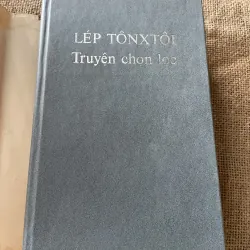 LÉP TÔNXTÔI
Truyện chọn lọc